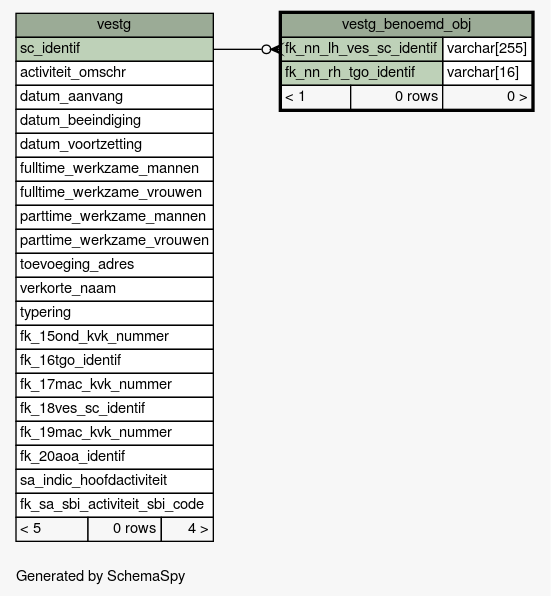 vestg
sc_identif
activiteit_omschr
datum_aanvang
datum_beeindiging
datum_voortzetting
fulltime_werkzame_mannen
fulltime_werkzame_vrouwen
parttime_werkzame_mannen
parttime_werkzame_vrouwen
toevoeging_adres
verkorte_naam
typering
fk_15ond_kvk_nummer
fk_16tgo_identif
fk_17mac_kvk_nummer
fk_18ves_sc_identif
fk_19mac_kvk_nummer
fk_20aoa_identif
sa_indic_hoofdactiviteit
fk_sa_sbi_activiteit_sbi_code
< 5 0 rows 4 >
vestg_benoemd_obj
fk_nn_lh_ves_sc_identif varchar[255]
fk_nn_rh_tgo_identif varchar[16]
< 1 0 rows 0 >
Generated by SchemaSpy